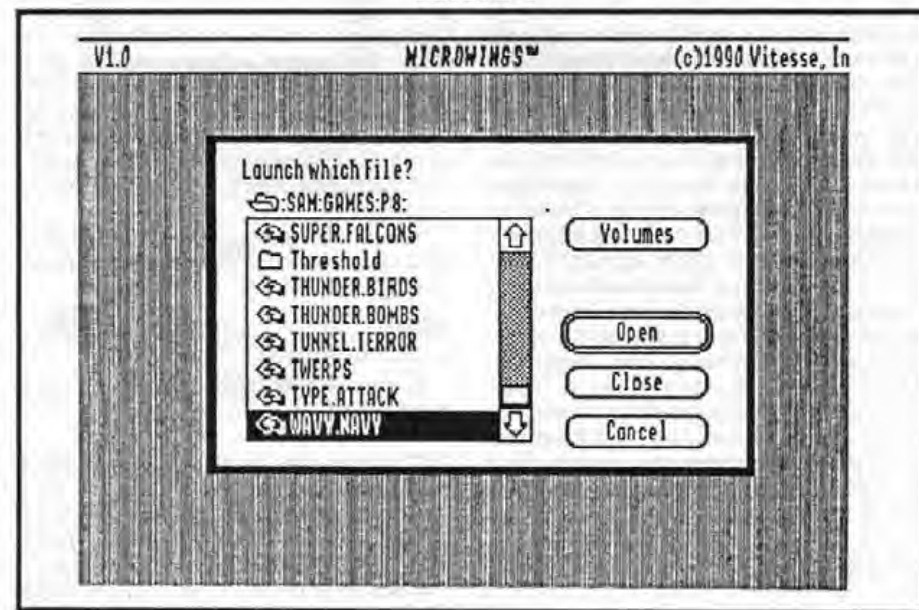 V1.0 MICROWINGS™ (c)1990 Vitesse, In
Launch which File?
:SAM:GAMES:P8:
SUPER.FALCONS
Threshold
THUNDER.BIRDS
THUNDER.BOMBS
TUNNEL.TERROR
TWERPS
TYPE.ATTACK
WAVY.NAVY
Volumes
Open
Close
Cancel